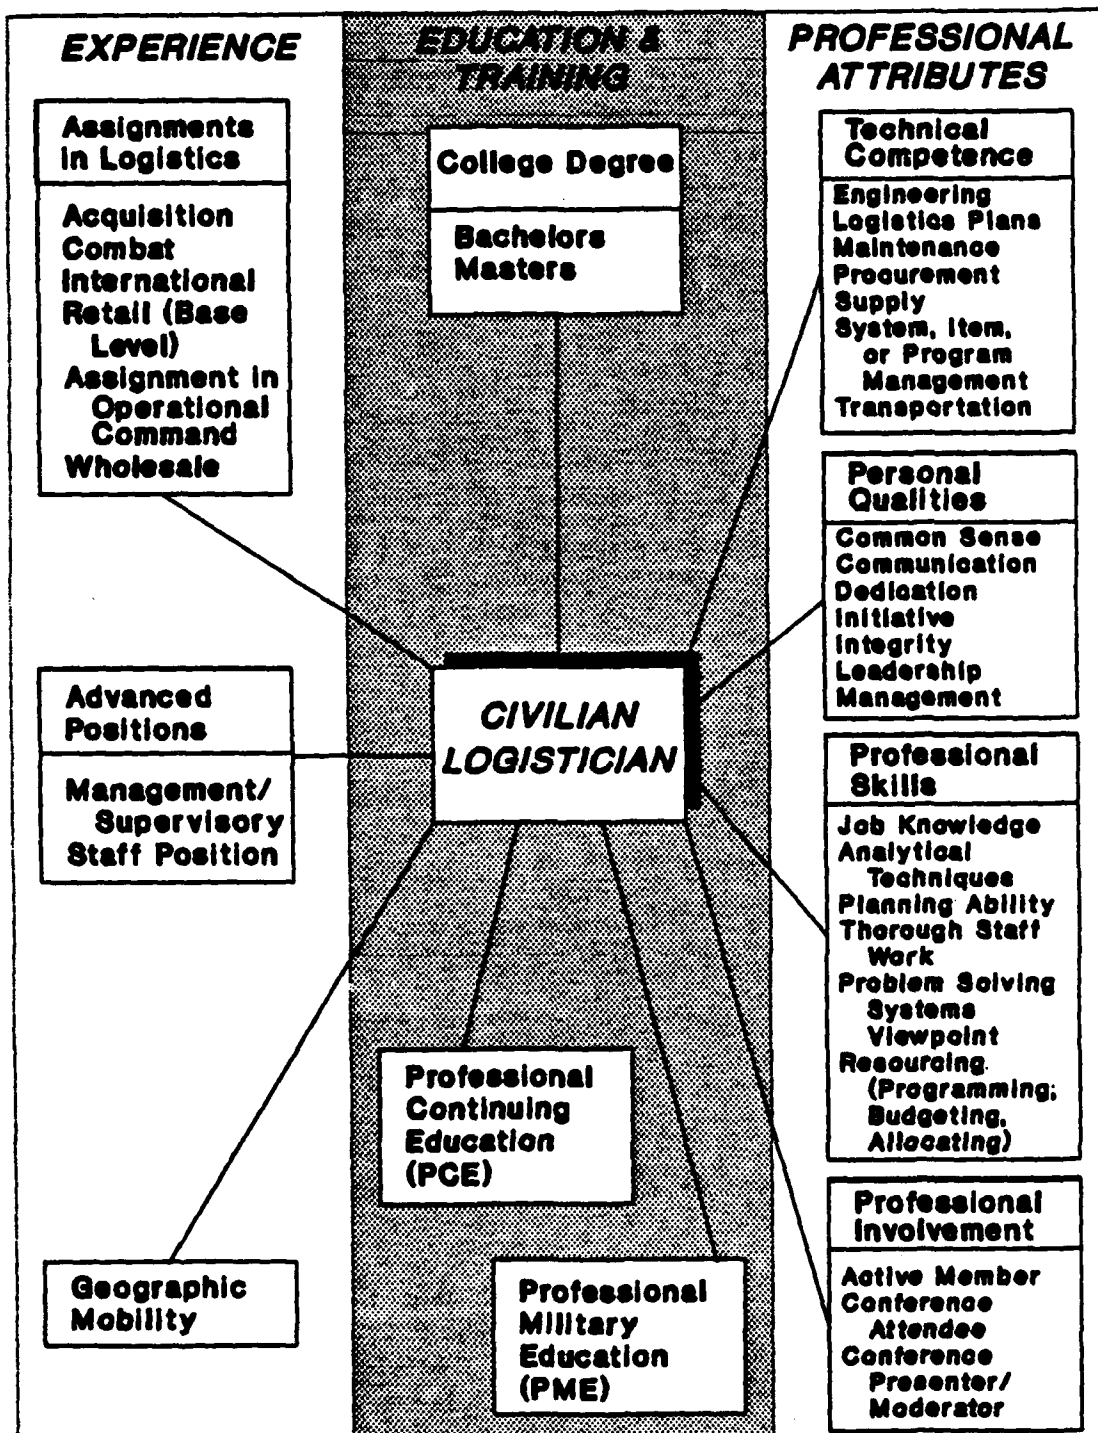 EXPERIENCE
Assignments
in Logistics
Acquisition
Combat
International
Retail (Base
Level)
Assignment in
Operational
Command
Wholesale
Advanced
Positions
Management/
Supervisory
Staff Position
Geographic
Mobility
EDUCATION &
TRAINING
College Degree
Bachelors
Masters
CIVILIAN
LOGISTICIAN
Professional
Continuing
Education
(PCE)
Professional
Military
Education
(PME)
PROFESSIONAL
ATTRIBUTES
Technical
Competence
Engineering
Logistics Plans
Maintenance
Procurement
Supply
System, Item,
or Program
Management
Transportation
Personal
Qualities
Common Sense
Communication
Dedication
Initiative
Integrity
Leadership
Management
Professional
Skills
Job Knowledge
Analytical
Techniques
Planning Ability
Thorough Staff
Work
Problem Solving
Systems
Viewpoint
Resourcing
(Programming;
Budgeting,
Allocating)
Professional
Involvement
Active Member
Conference
Attendee
Conference
Presenter/
Moderator